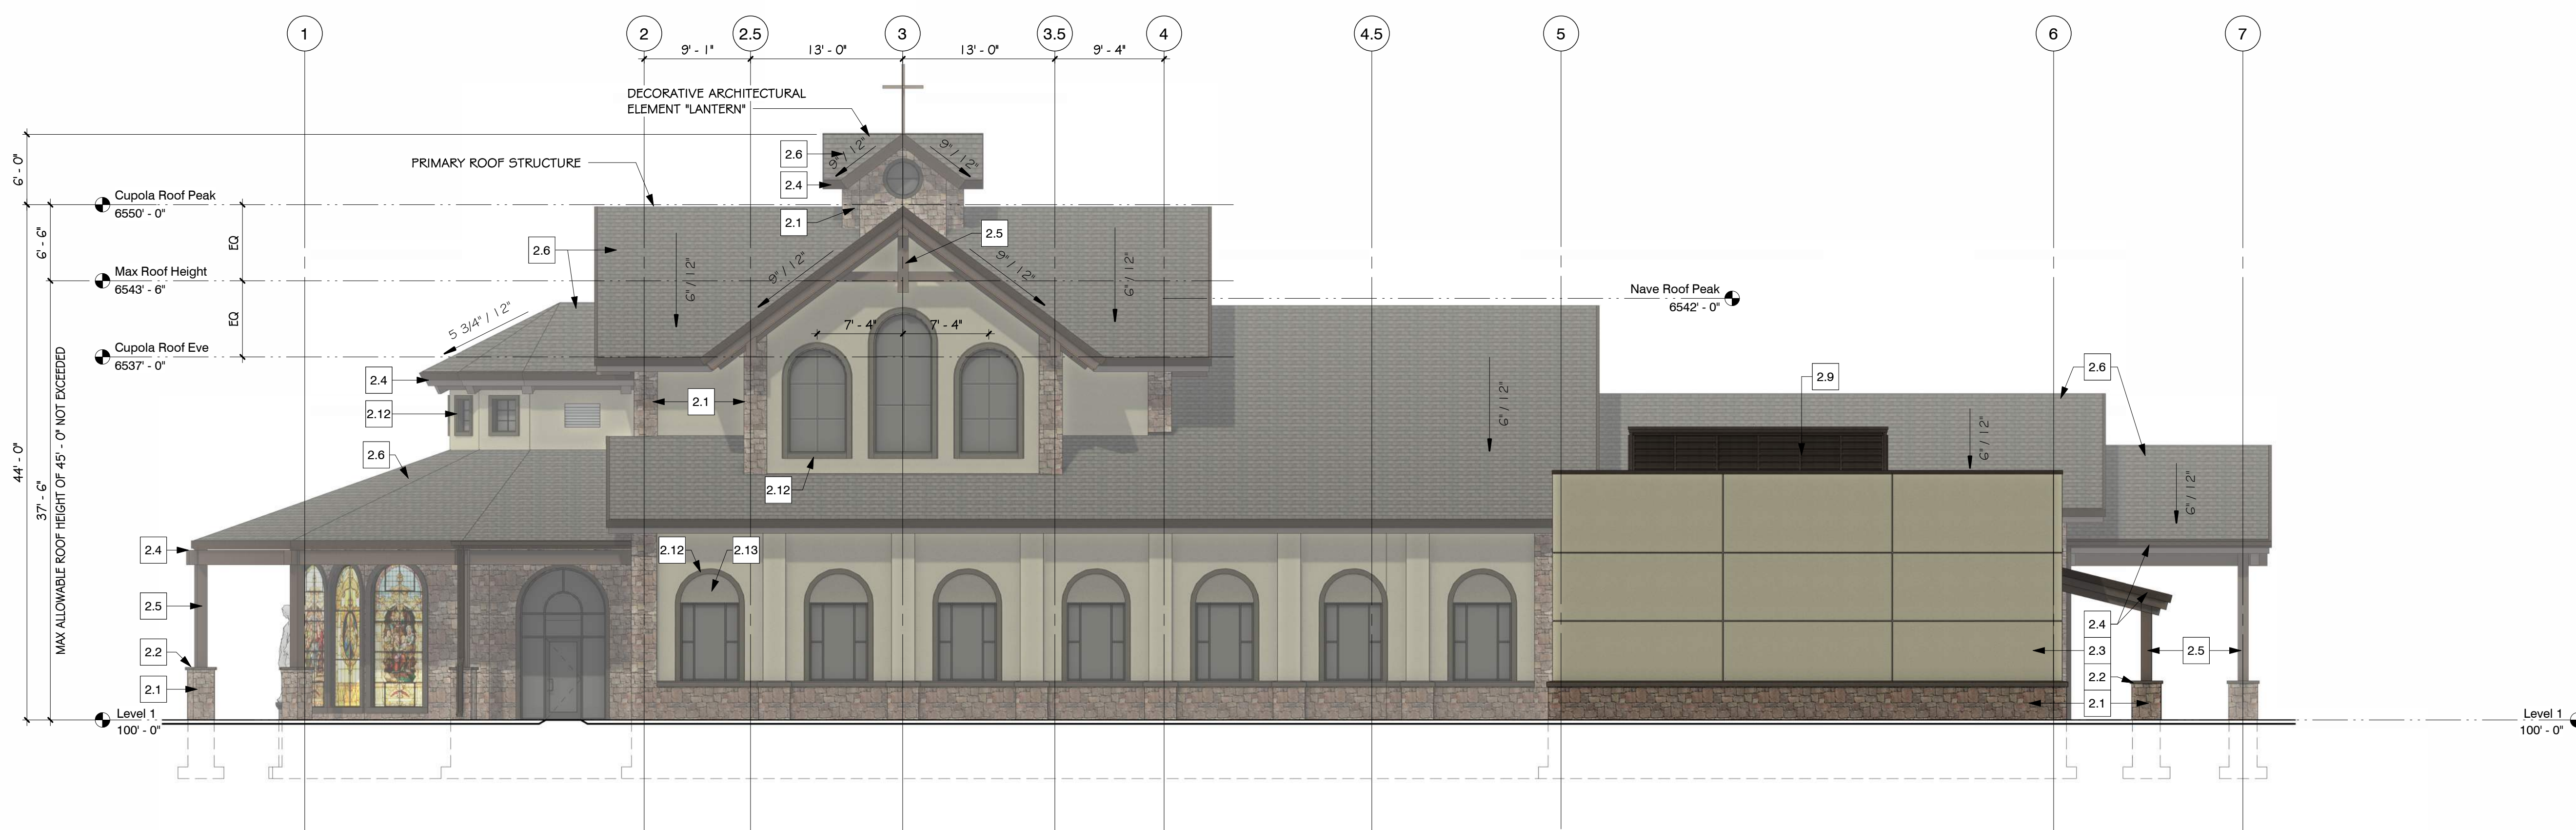 1
2
2.5
3
3.5
4
4.5
5
6
7
9' - 1"
13' - 0"
13' - 0"
9' - 4"
DECORATIVE ARCHITECTURAL
ELEMENT "LANTERN"
PRIMARY ROOF STRUCTURE
2.6
2.4
2.1
9" / 12"
9" / 12"
6' - 0"
Cupola Roof Peak
6550' - 0"
6' - 6"
EQ
Max Roof Height
6543' - 6"
EQ
Cupola Roof Eve
6537' - 0"
44' - 0"
37' - 6"
MAX ALLOWABLE ROOF HEIGHT OF 45' - 0" NOT EXCEEDED
2.6
2.5
6" / 12"
9" / 12"
9" / 12"
6" / 12"
Nave Roof Peak
6542' - 0"
5 3/4" / 12"
7' - 4"
7' - 4"
2.4
2.12
2.1
2.6
2.12
6" / 12"
2.9
2.6
6" / 12"
6" / 12"
2.4
2.5
2.2
2.1
2.12
2.13
2.4
2.3
2.2
2.1
2.5
Level 1
100' - 0"
Level 1
100' - 0"